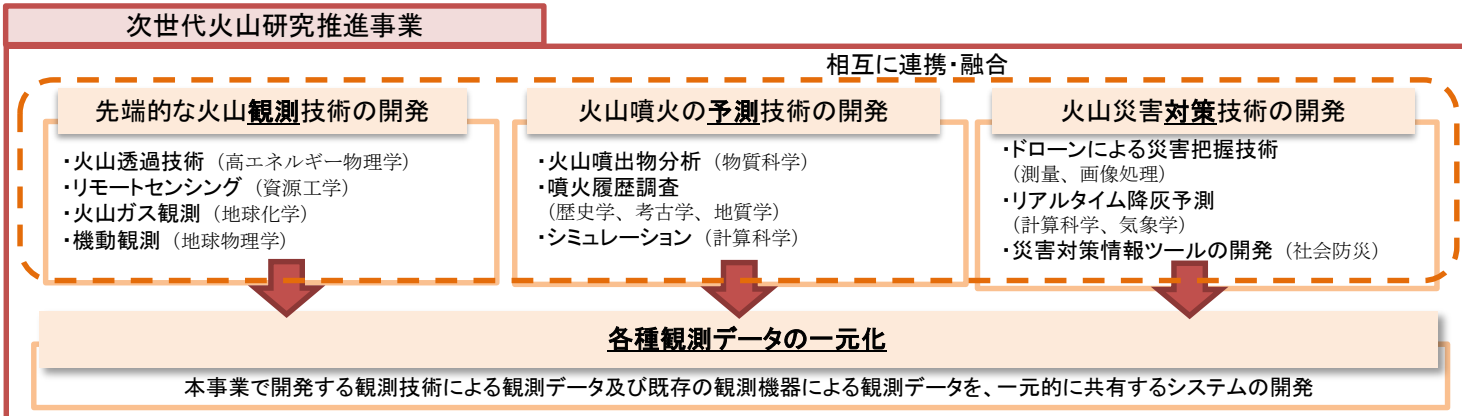 次世代火山研究推進事業
相互に連携・融合
先端的な火山観測技術の開発
・火山透過技術（高エネルギー物理学）
・リモートセンシング（資源工学）
・火山ガス観測（地球化学）
・機動観測（地球物理学）
火山噴火の予測技術の開発
・火山噴出物分析（物質科学）
・噴火履歴調査
（歴史学、考古学、地質学）
・シミュレーション（計算科学）
火山災害対策技術の開発
・ドローンによる災害把握技術
（測量、画像処理）
・リアルタイム降灰予測
（計算科学、気象学）
・災害対策情報ツールの開発（社会防災）
各種観測データの一元化
本事業で開発する観測技術による観測データ及び既存の観測機器による観測データを、一元的に共有するシステムの開発